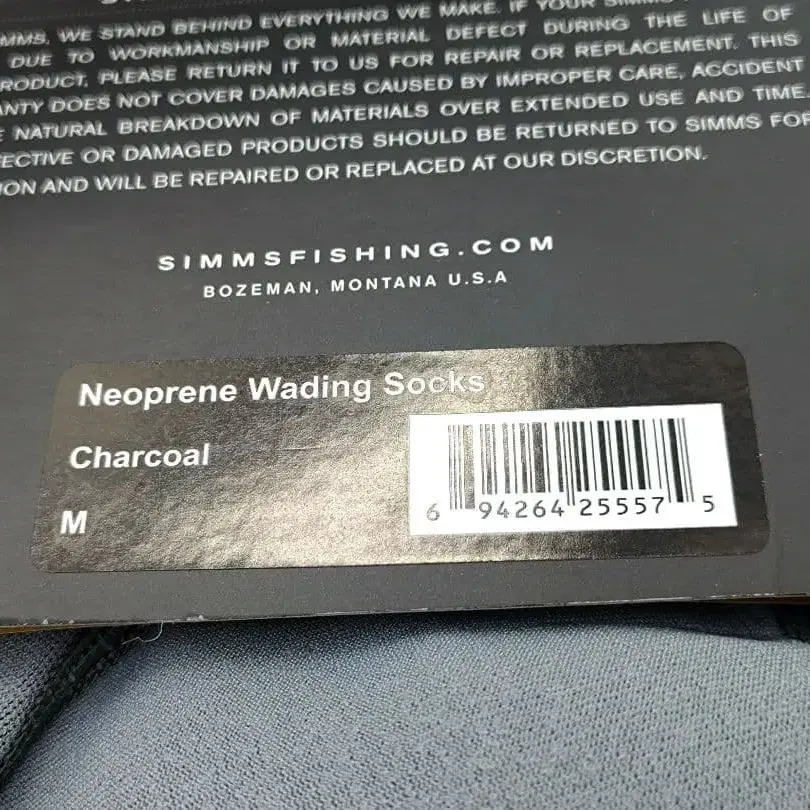 SIMMS, WE STAND BEHIND EVERYTHING WE MAKE. IF YOUR SIMMS
DUE TO WORKMANSHIP OR MATERIAL DEFECT DURING THE LIFE OF
PRODUCT, PLEASE RETURN IT TO US FOR REPAIR OR REPLACEMENT. THIS
ANTY DOES NOT COVER DAMAGES CAUSED BY IMPROPER CARE, ACCIDENT
E NATURAL BREAKDOWN OF MATERIALS OVER EXTENDED USE AND TIME.
ECTIVE OR DAMAGED PRODUCTS SHOULD BE RETURNED TO SIMMS FOR
ION AND WILL BE REPAIRED OR REPLACED AT OUR DISCRETION.
SIMMSFISHING.COM
BOZEMAN, MONTANA U.S.A
Neoprene Wading Socks
Charcoal
M
6 94264 25557 5